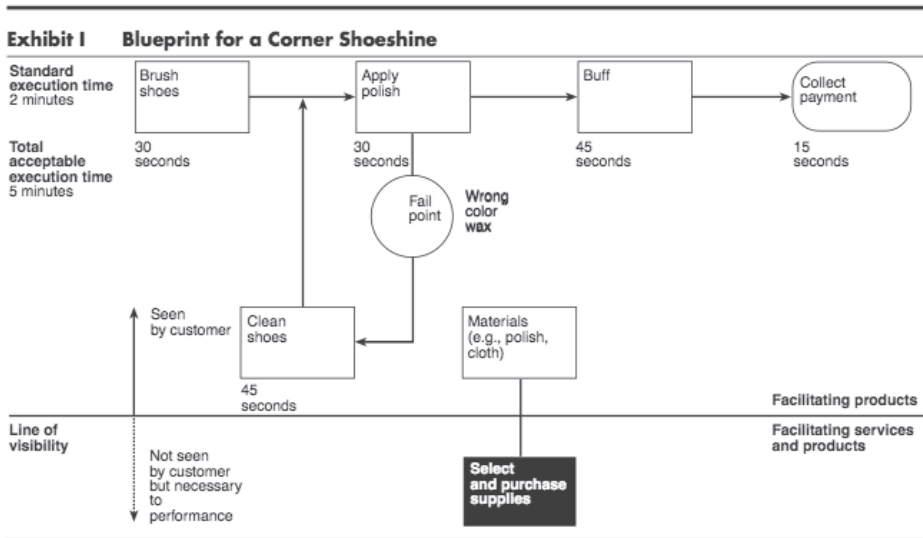 Exhibit I Blueprint for a Corner Shoeshine
Standard
execution time
2 minutes
Brush
shoes
Apply
polish
Buff
Collect
payment
Total
acceptable
execution time
5 minutes
30
seconds
30
seconds
45
seconds
15
seconds
Fail
point
Wrong
color
wax
Seen
by customer
Clean
shoes
Materials
(e.g., polish,
cloth)
45
seconds
Facilitating products
Line of
visibility
Facilitating services
and products
Not seen
by customer
but necessary
to
performance
Select
and purchase
supplies